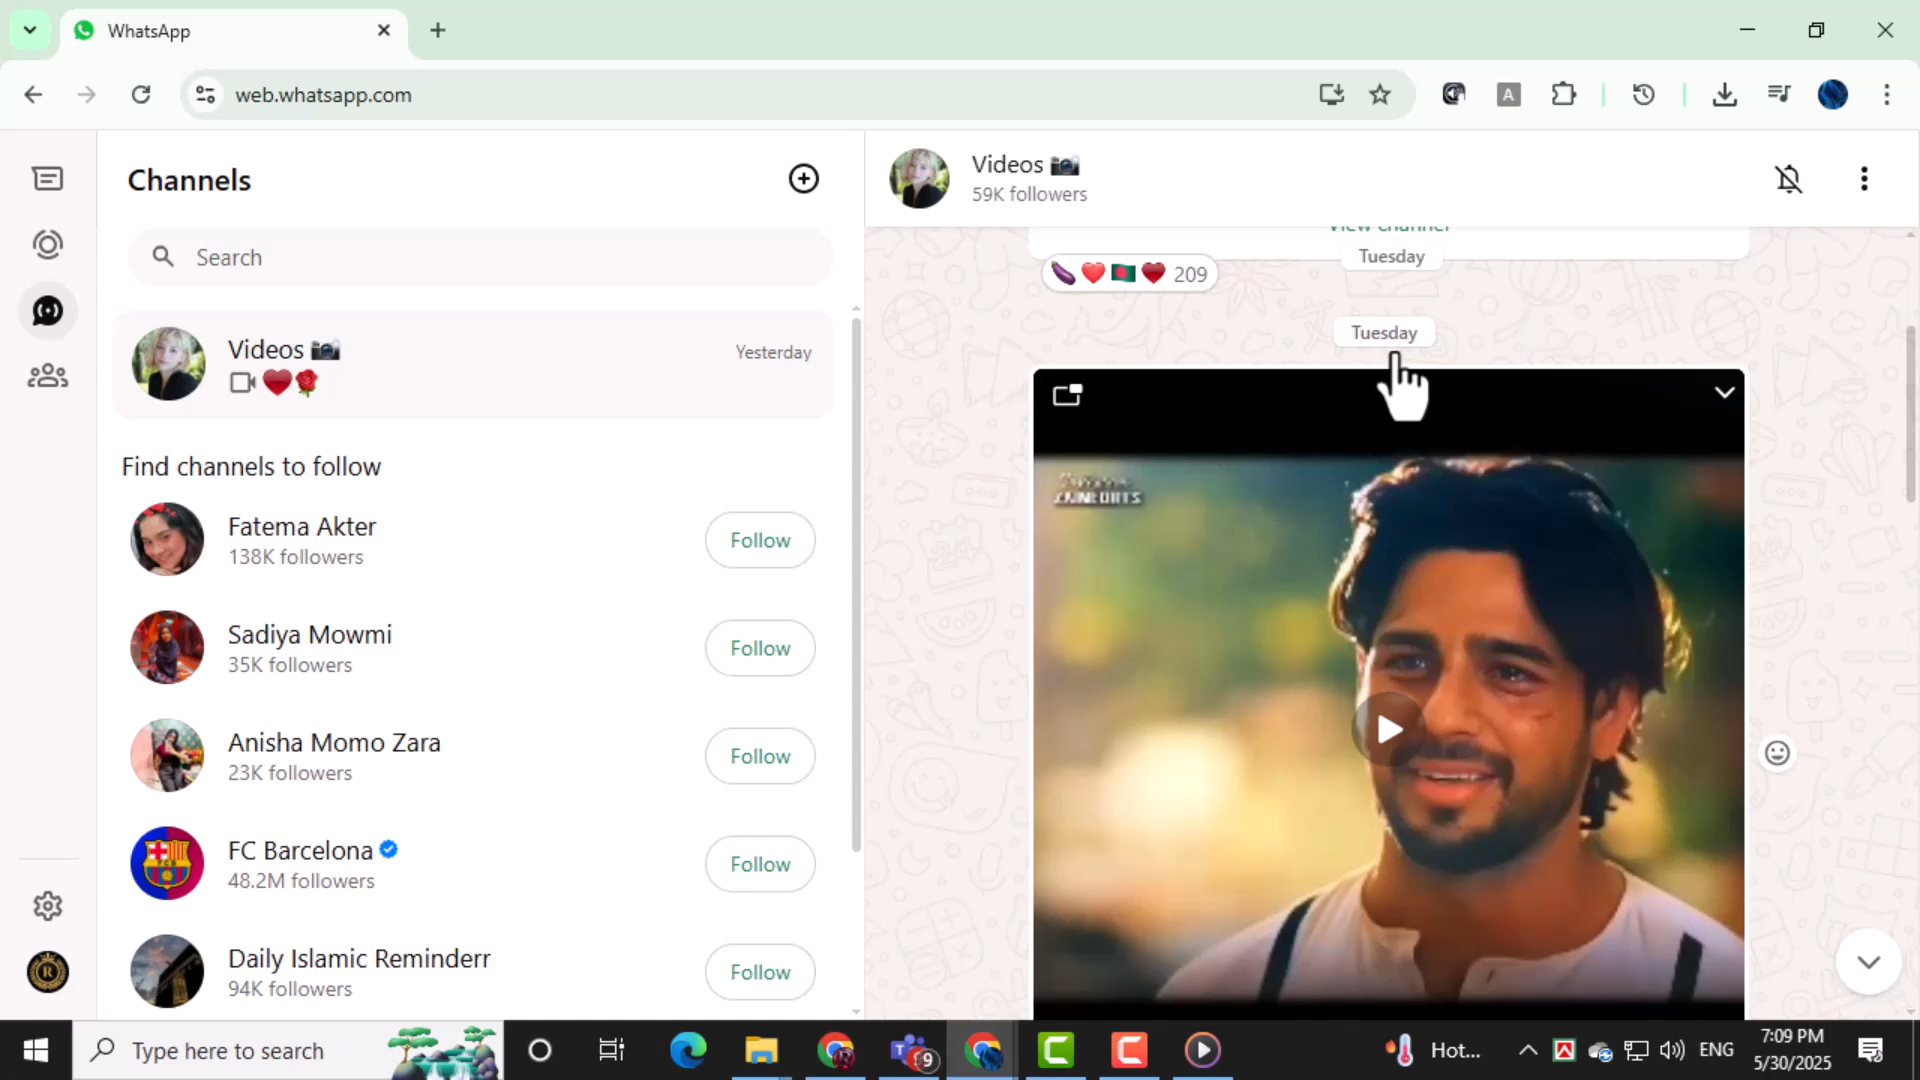 WhatsApp
web.whatsapp.com
A
Channels
Search
Videos
Yesterday
Find channels to follow
Fatema Akter
138K followers
Follow
Sadiya Mowmi
35K followers
Follow
Anisha Momo Zara
23K followers
Follow
FC Barcelona
48.2M followers
Follow
Daily Islamic Reminderr
94K followers
Follow
R
Videos
59K followers
View channel
Tuesday
209
Tuesday
Type here to search
9
Hot...
ENG
7:09 PM
5/30/2025